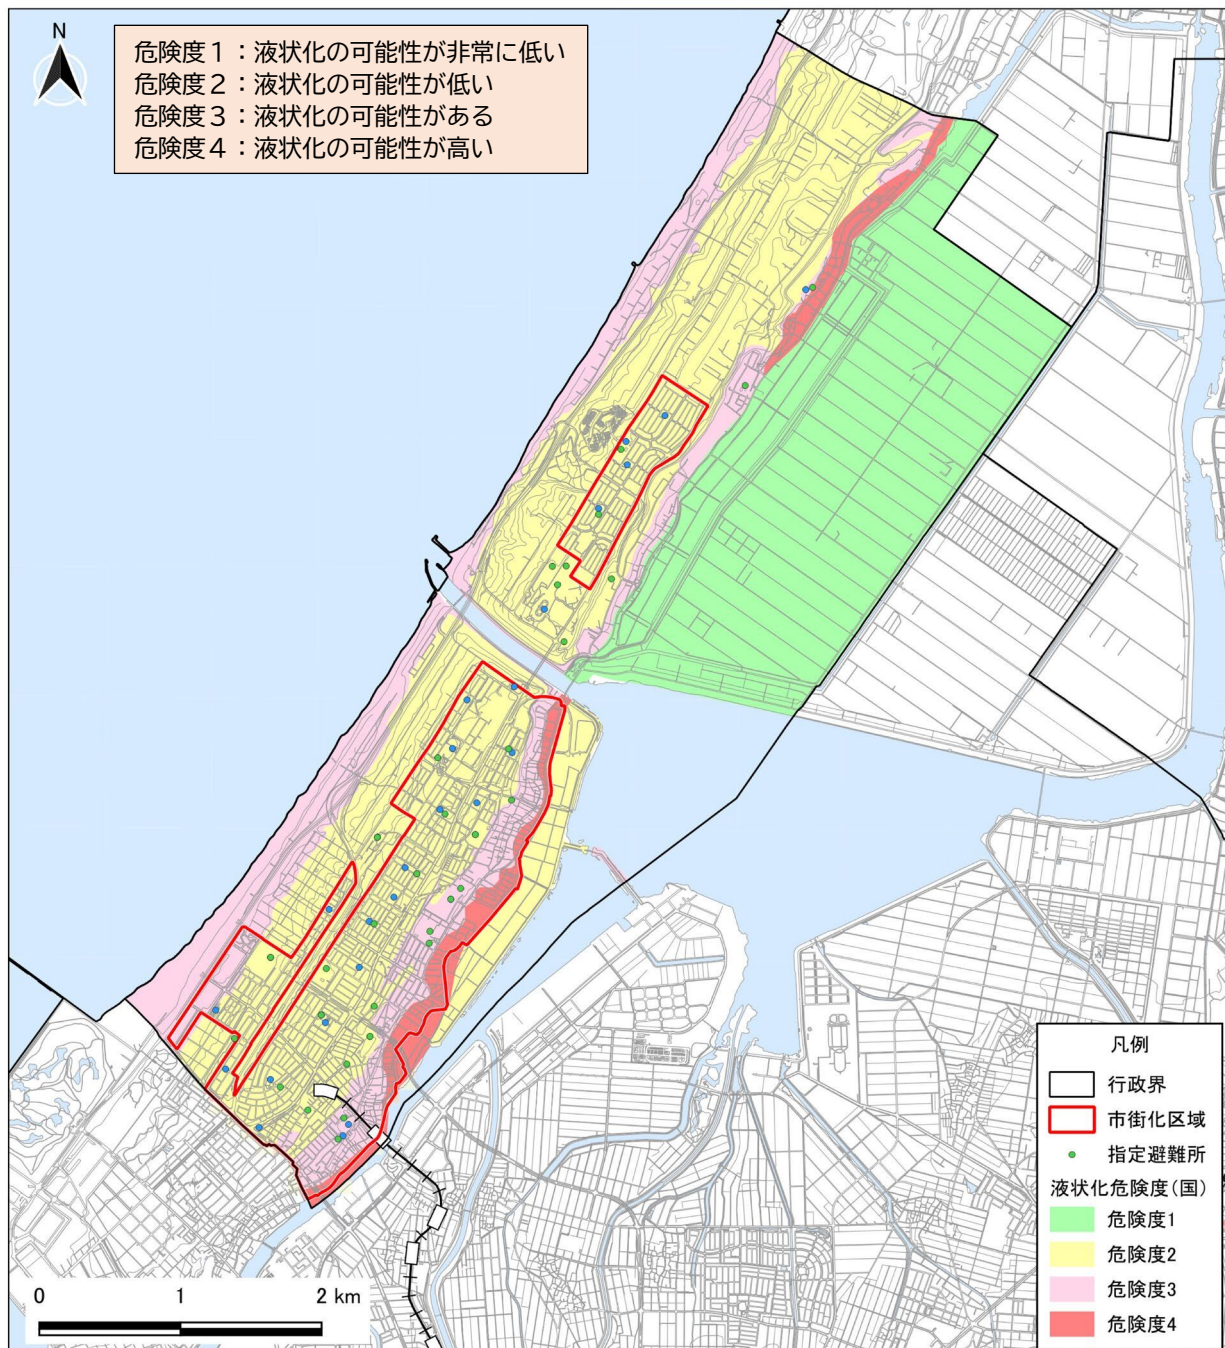 N
危険度１：液状化の可能性が非常に低い
危険度２：液状化の可能性が低い
危険度３：液状化の可能性がある
危険度４：液状化の可能性が高い
凡例
行政界
市街化区域
指定避難所
液状化危険度(国)
危険度1
危険度2
危険度3
危険度4
0 1 2 km